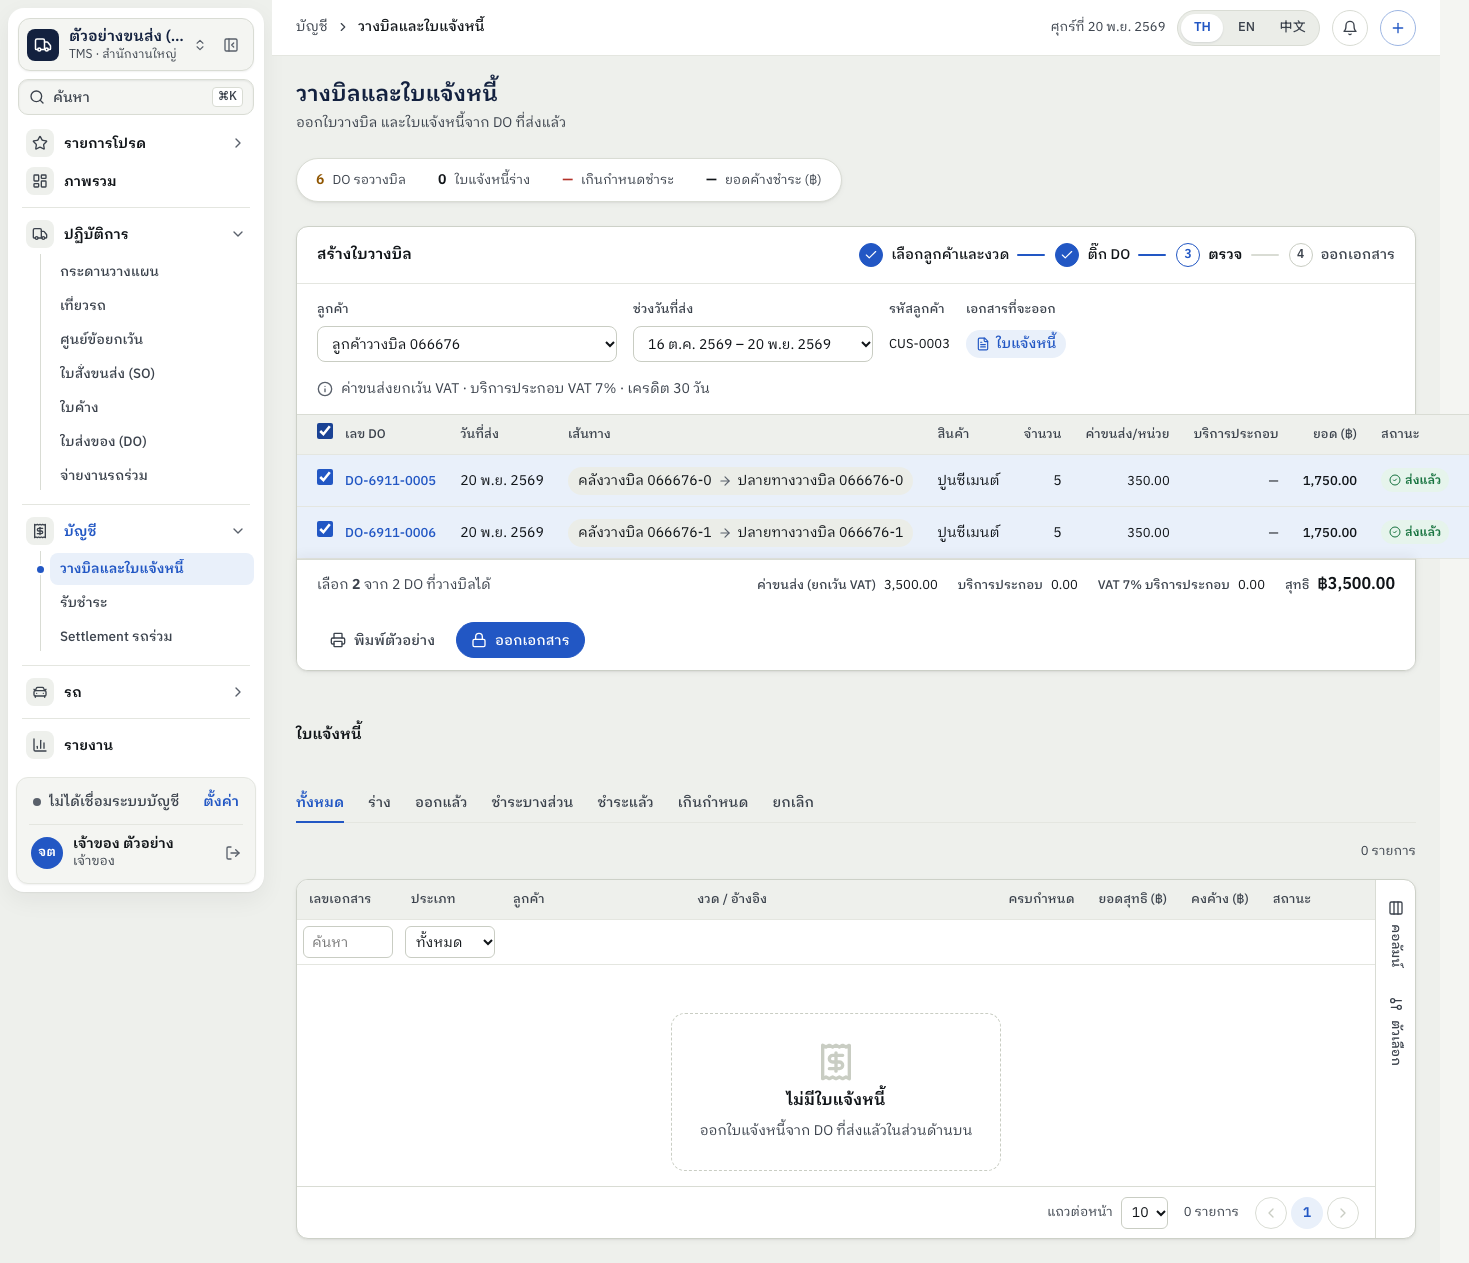 ตัวอย่างขนส่ง (...
TMS · สำนักงานใหญ่
ค้นหา ⌘K
รายการโปรด
ภาพรวม
ปฏิบัติการ
กระดานวางแผน
เที่ยวรถ
ศูนย์ข้อยกเว้น
ใบสั่งขนส่ง (SO)
ใบค้าง
ใบส่งของ (DO)
จ่ายงานรถร่วม
บัญชี
วางบิลและใบแจ้งหนี้
รับชำระ
Settlement รถร่วม
รถ
รายงาน
ไม่ได้เชื่อมระบบบัญชี ตั้งค่า
จต เจ้าของ ตัวอย่าง
เจ้าของ
บัญชี › วางบิลและใบแจ้งหนี้ ศุกร์ที่ 20 พ.ย. 2569 TH EN 中文
วางบิลและใบแจ้งหนี้
ออกใบวางบิล และใบแจ้งหนี้จาก DO ที่ส่งแล้ว
6 DO รอวางบิล 0 ใบแจ้งหนี้ร่าง — เกินกำหนดชำระ — ยอดค้างชำระ (฿)
สร้างใบวางบิล เลือกลูกค้าและงวด ติ๊ก DO 3 ตรวจ 4 ออกเอกสาร
ลูกค้า ช่วงวันที่ส่ง รหัสลูกค้า เอกสารที่จะออก
ลูกค้าวางบิล 066676 16 ต.ค. 2569 – 20 พ.ย. 2569 CUS-0003 ใบแจ้งหนี้
ค่าขนส่งยกเว้น VAT · บริการประกอบ VAT 7% · เครดิต 30 วัน
เลข DO วันที่ส่ง เส้นทาง สินค้า จำนวน ค่าขนส่ง/หน่วย บริการประกอบ ยอด (฿) สถานะ
DO-6911-0005 20 พ.ย. 2569 คลังวางบิล 066676-0 → ปลายทางวางบิล 066676-0 ปูนซีเมนต์ 5 350.00 — 1,750.00 ส่งแล้ว
DO-6911-0006 20 พ.ย. 2569 คลังวางบิล 066676-1 → ปลายทางวางบิล 066676-1 ปูนซีเมนต์ 5 350.00 — 1,750.00 ส่งแล้ว
เลือก 2 จาก 2 DO ที่วางบิลได้ ค่าขนส่ง (ยกเว้น VAT) 3,500.00 บริการประกอบ 0.00 VAT 7% บริการประกอบ 0.00 สุทธิ ฿3,500.00
พิมพ์ตัวอย่าง ออกเอกสาร
ใบแจ้งหนี้
ทั้งหมด ร่าง ออกแล้ว ชำระบางส่วน ชำระแล้ว เกินกำหนด ยกเลิก
0 รายการ
เลขเอกสาร ประเภท ลูกค้า งวด / อ้างอิง ครบกำหนด ยอดสุทธิ (฿) คงค้าง (฿) สถานะ
ค้นหา ทั้งหมด
คอลัมน์
ตัวเลือก
ไม่มีใบแจ้งหนี้
ออกใบแจ้งหนี้จาก DO ที่ส่งแล้วในส่วนด้านบน
แถวต่อหน้า 10 0 รายการ 1